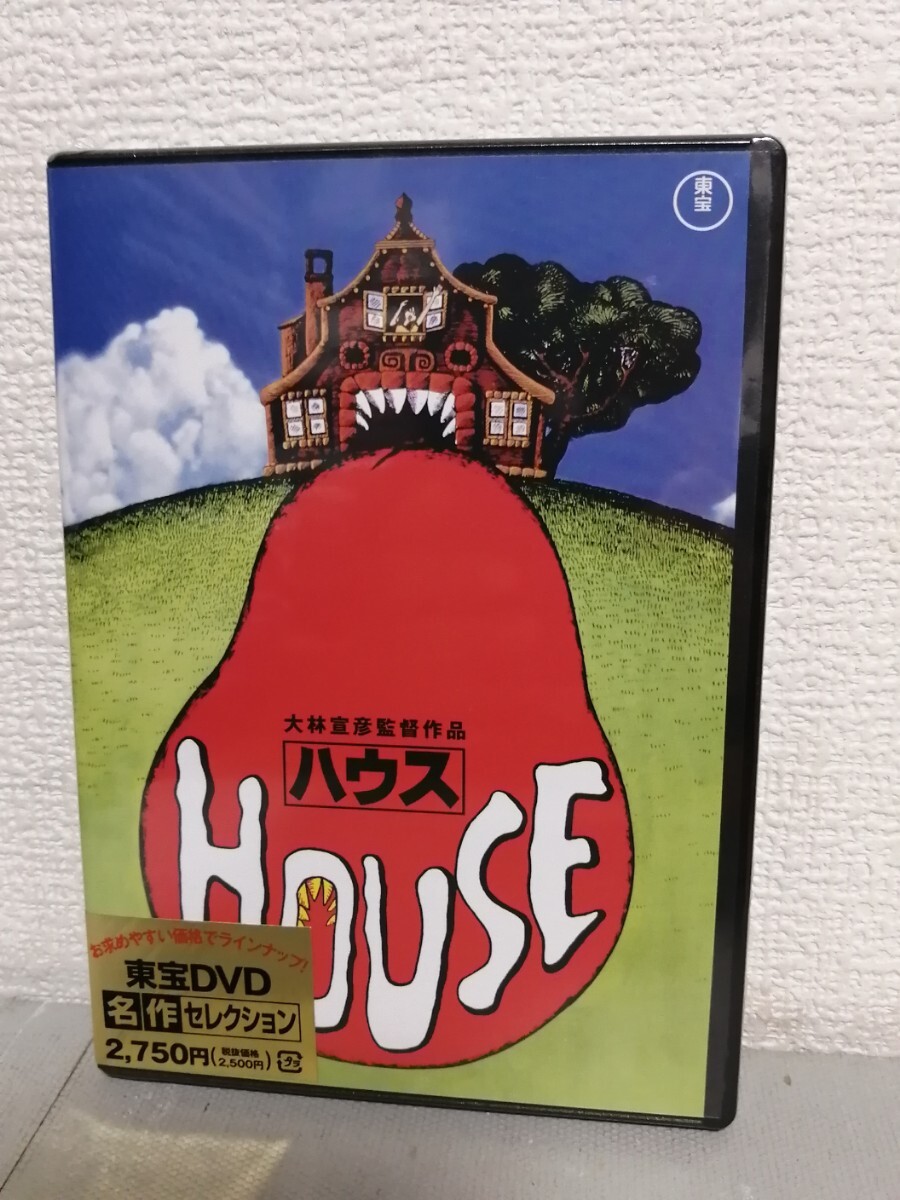 東宝
大林宣彦監督作品
ハウス
HOUSE
お求めやすい価格でラインナップ!
東宝DVD
名作セレクション
2,750円(税抜価格2,500円)